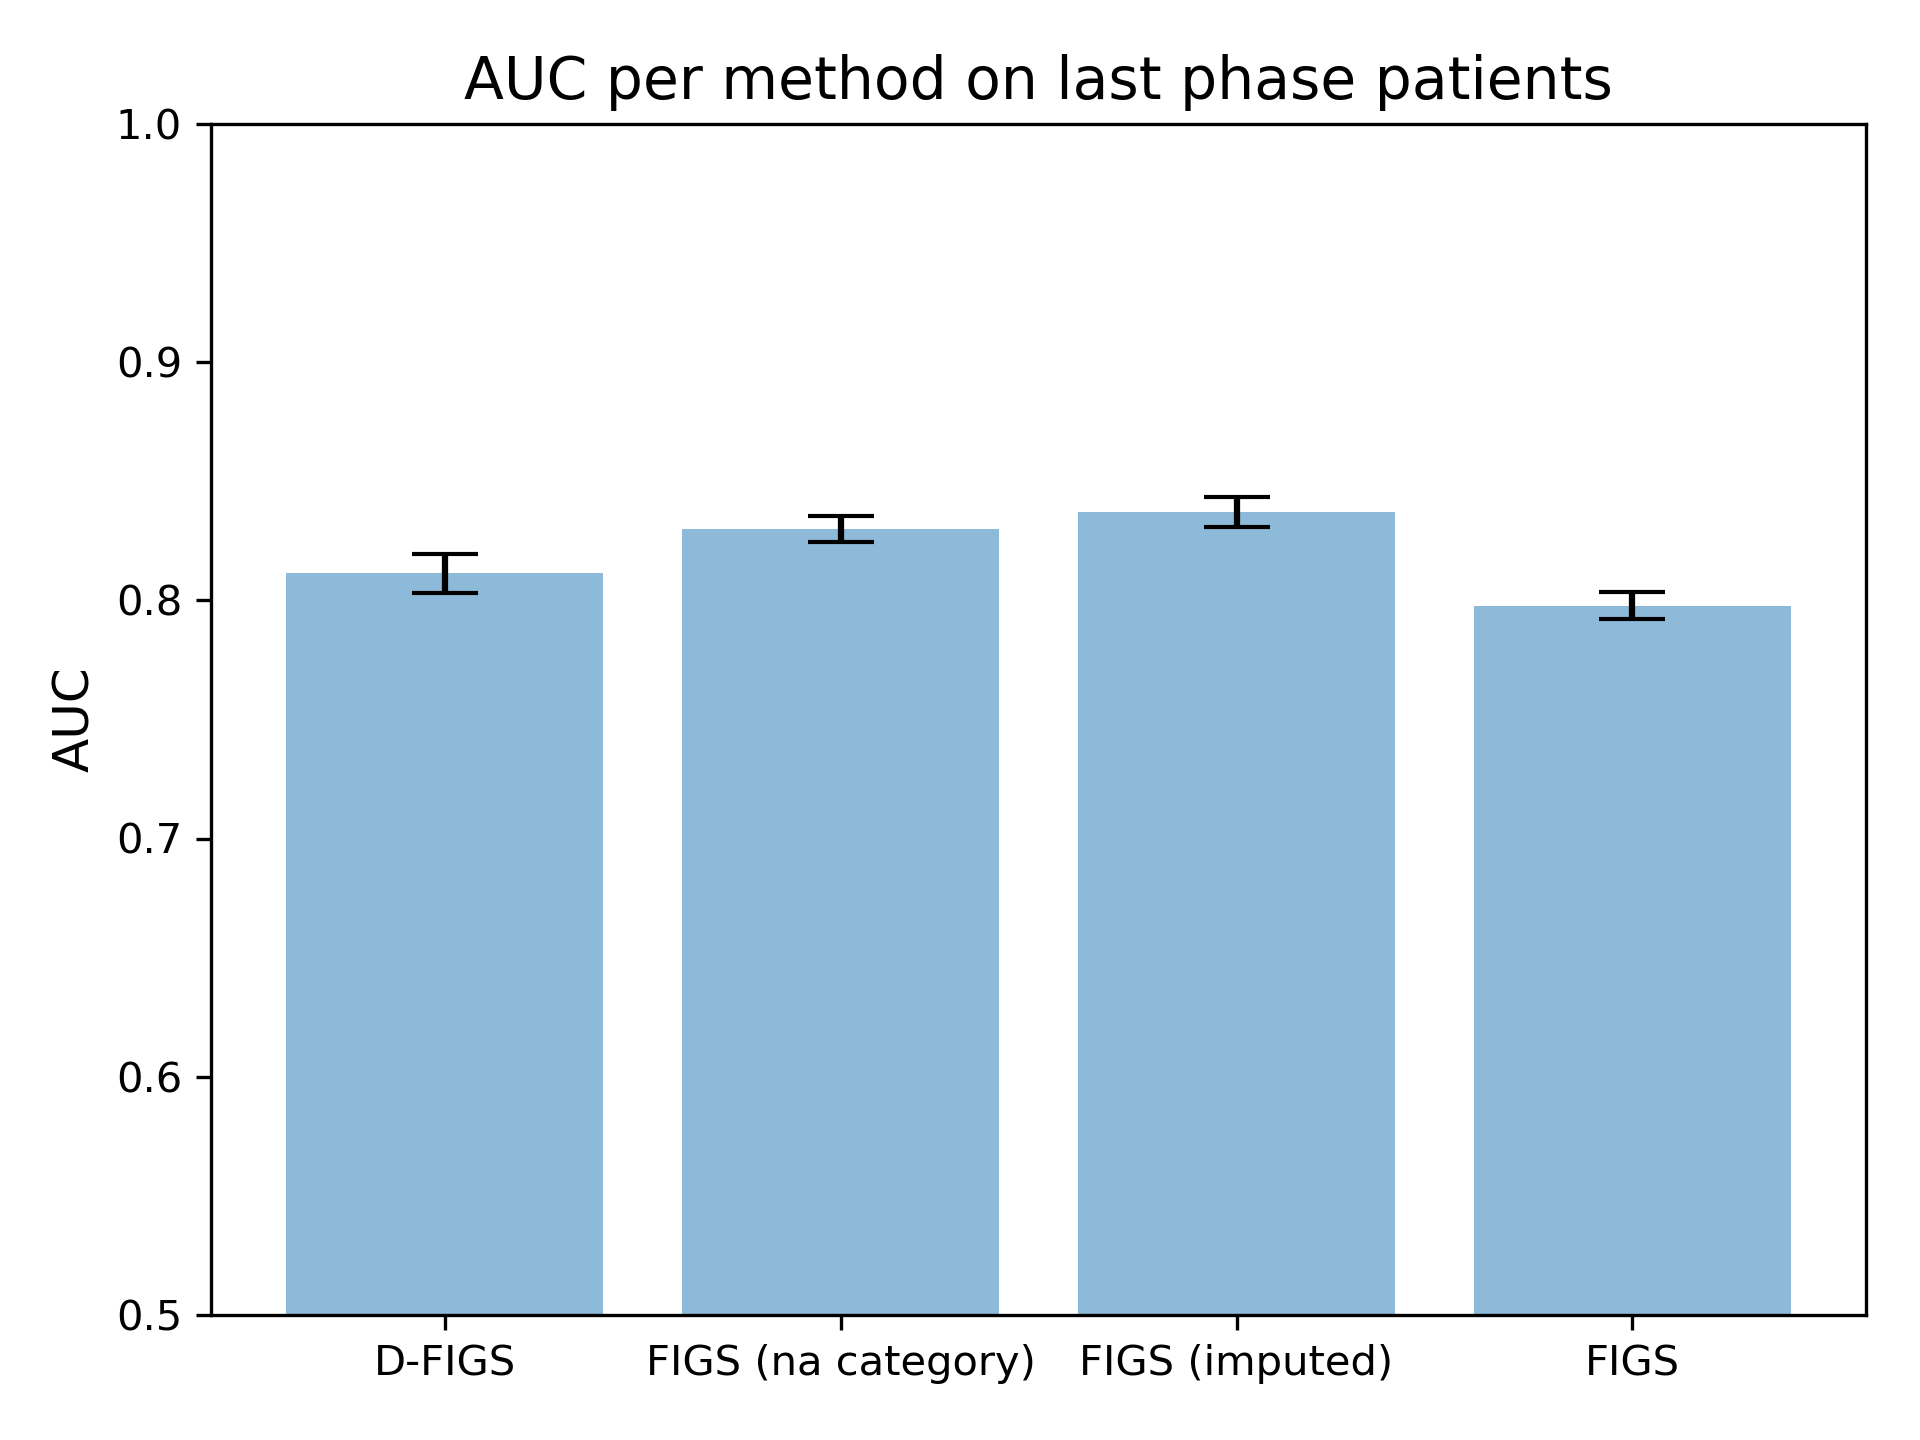 AUC per method on last phase patients
1.0
0.9
0.8
0.7
0.6
0.5
AUC
D-FIGS
FIGS (na category)
FIGS (imputed)
FIGS